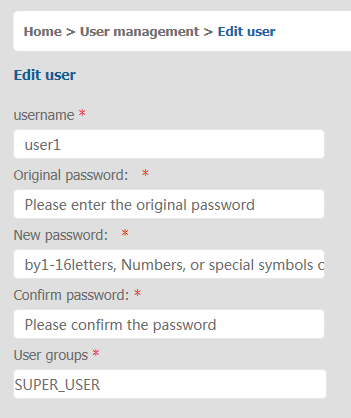 Home > User management > Edit user
Edit user
username *
user1
Original password: *
Please enter the original password
New password: *
by1-16letters, Numbers, or special symbols c
Confirm password: *
Please confirm the password
User groups *
SUPER_USER